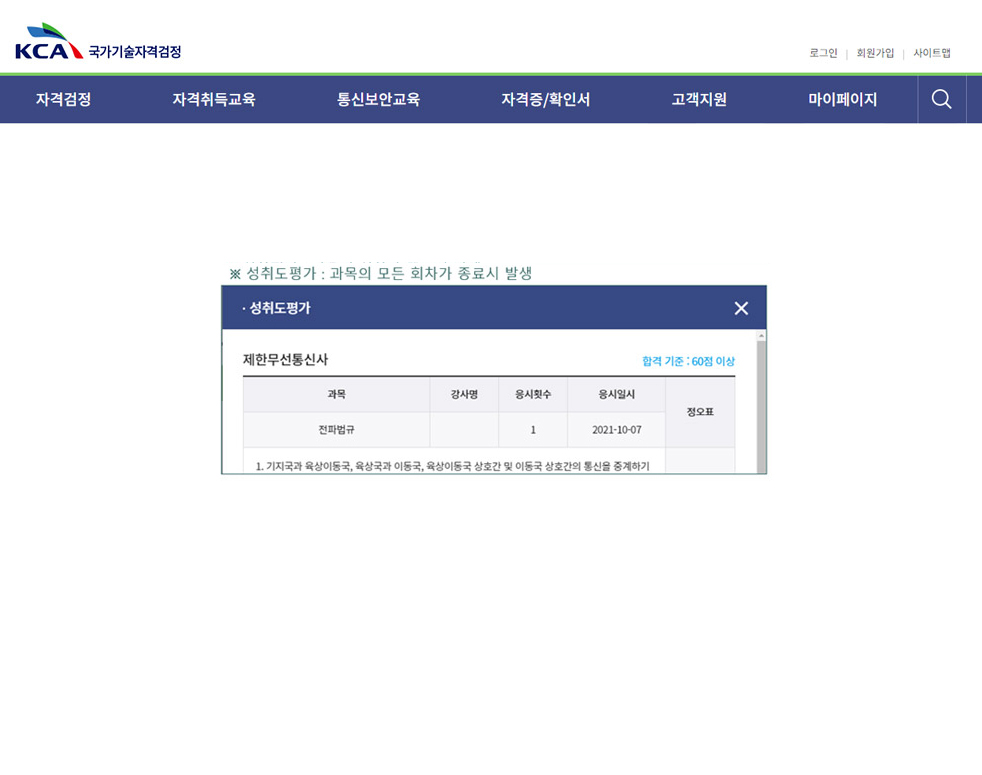 KCA 국가기술자격검정
로그인 | 회원가입 | 사이트맵
자격검정 자격취득교육 통신보안교육 자격증/확인서 고객지원 마이페이지
※ 성취도평가 : 과목의 모든 회차가 종료시 발생
· 성취도평가
제한무선통신사 합격 기준 : 60점 이상
과목 강사명 응시횟수 응시일시 정오표
전파법규 1 2021-10-07
1. 기지국과 육상이동국, 육상국과 이동국, 육상이동국 상호간 및 이동국 상호간의 통신을 중계하기